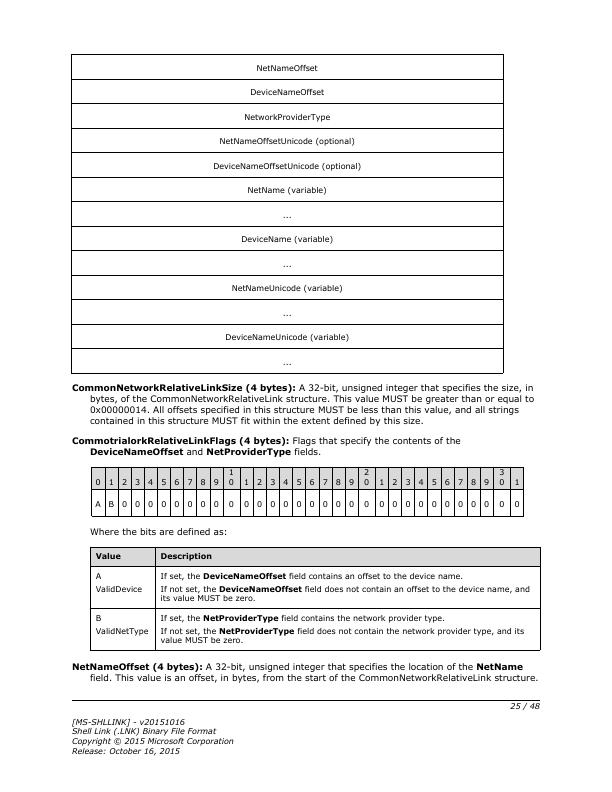 NetNameOffset
DeviceNameOffset
NetworkProviderType
NetNameOffsetUnicode (optional)
DeviceNameOffsetUnicode (optional)
NetName (variable)
...
DeviceName (variable)
...
NetNameUnicode (variable)
...
DeviceNameUnicode (variable)
...
CommonNetworkRelativeLinkSize (4 bytes): A 32-bit, unsigned integer that specifies the size, in
bytes, of the CommonNetworkRelativeLink structure. This value MUST be greater than or equal to
0x00000014. All offsets specified in this structure MUST be less than this value, and all strings
contained in this structure MUST fit within the extent defined by this size.
CommotrialorkRelativeLinkFlags (4 bytes): Flags that specify the contents of the
DeviceNameOffset and NetProviderType fields.
0 1 2 3 4 5 6 7 8 9 10 1 2 3 4 5 6 7 8 9 20 1 2 3 4 5 6 7 8 9 30 1
A B 0 0 0 0 0 0 0 0 0 0 0 0 0 0 0 0 0 0 0 0 0 0 0 0 0 0 0 0 0 0
Where the bits are defined as:
Value Description
A If set, the DeviceNameOffset field contains an offset to the device name.
ValidDevice If not set, the DeviceNameOffset field does not contain an offset to the device name, and
its value MUST be zero.
B If set, the NetProviderType field contains the network provider type.
ValidNetType If not set, the NetProviderType field does not contain the network provider type, and its
value MUST be zero.
NetNameOffset (4 bytes): A 32-bit, unsigned integer that specifies the location of the NetName
field. This value is an offset, in bytes, from the start of the CommonNetworkRelativeLink structure.
25 / 48
[MS-SHLLINK] - v20151016
Shell Link (.LNK) Binary File Format
Copyright © 2015 Microsoft Corporation
Release: October 16, 2015